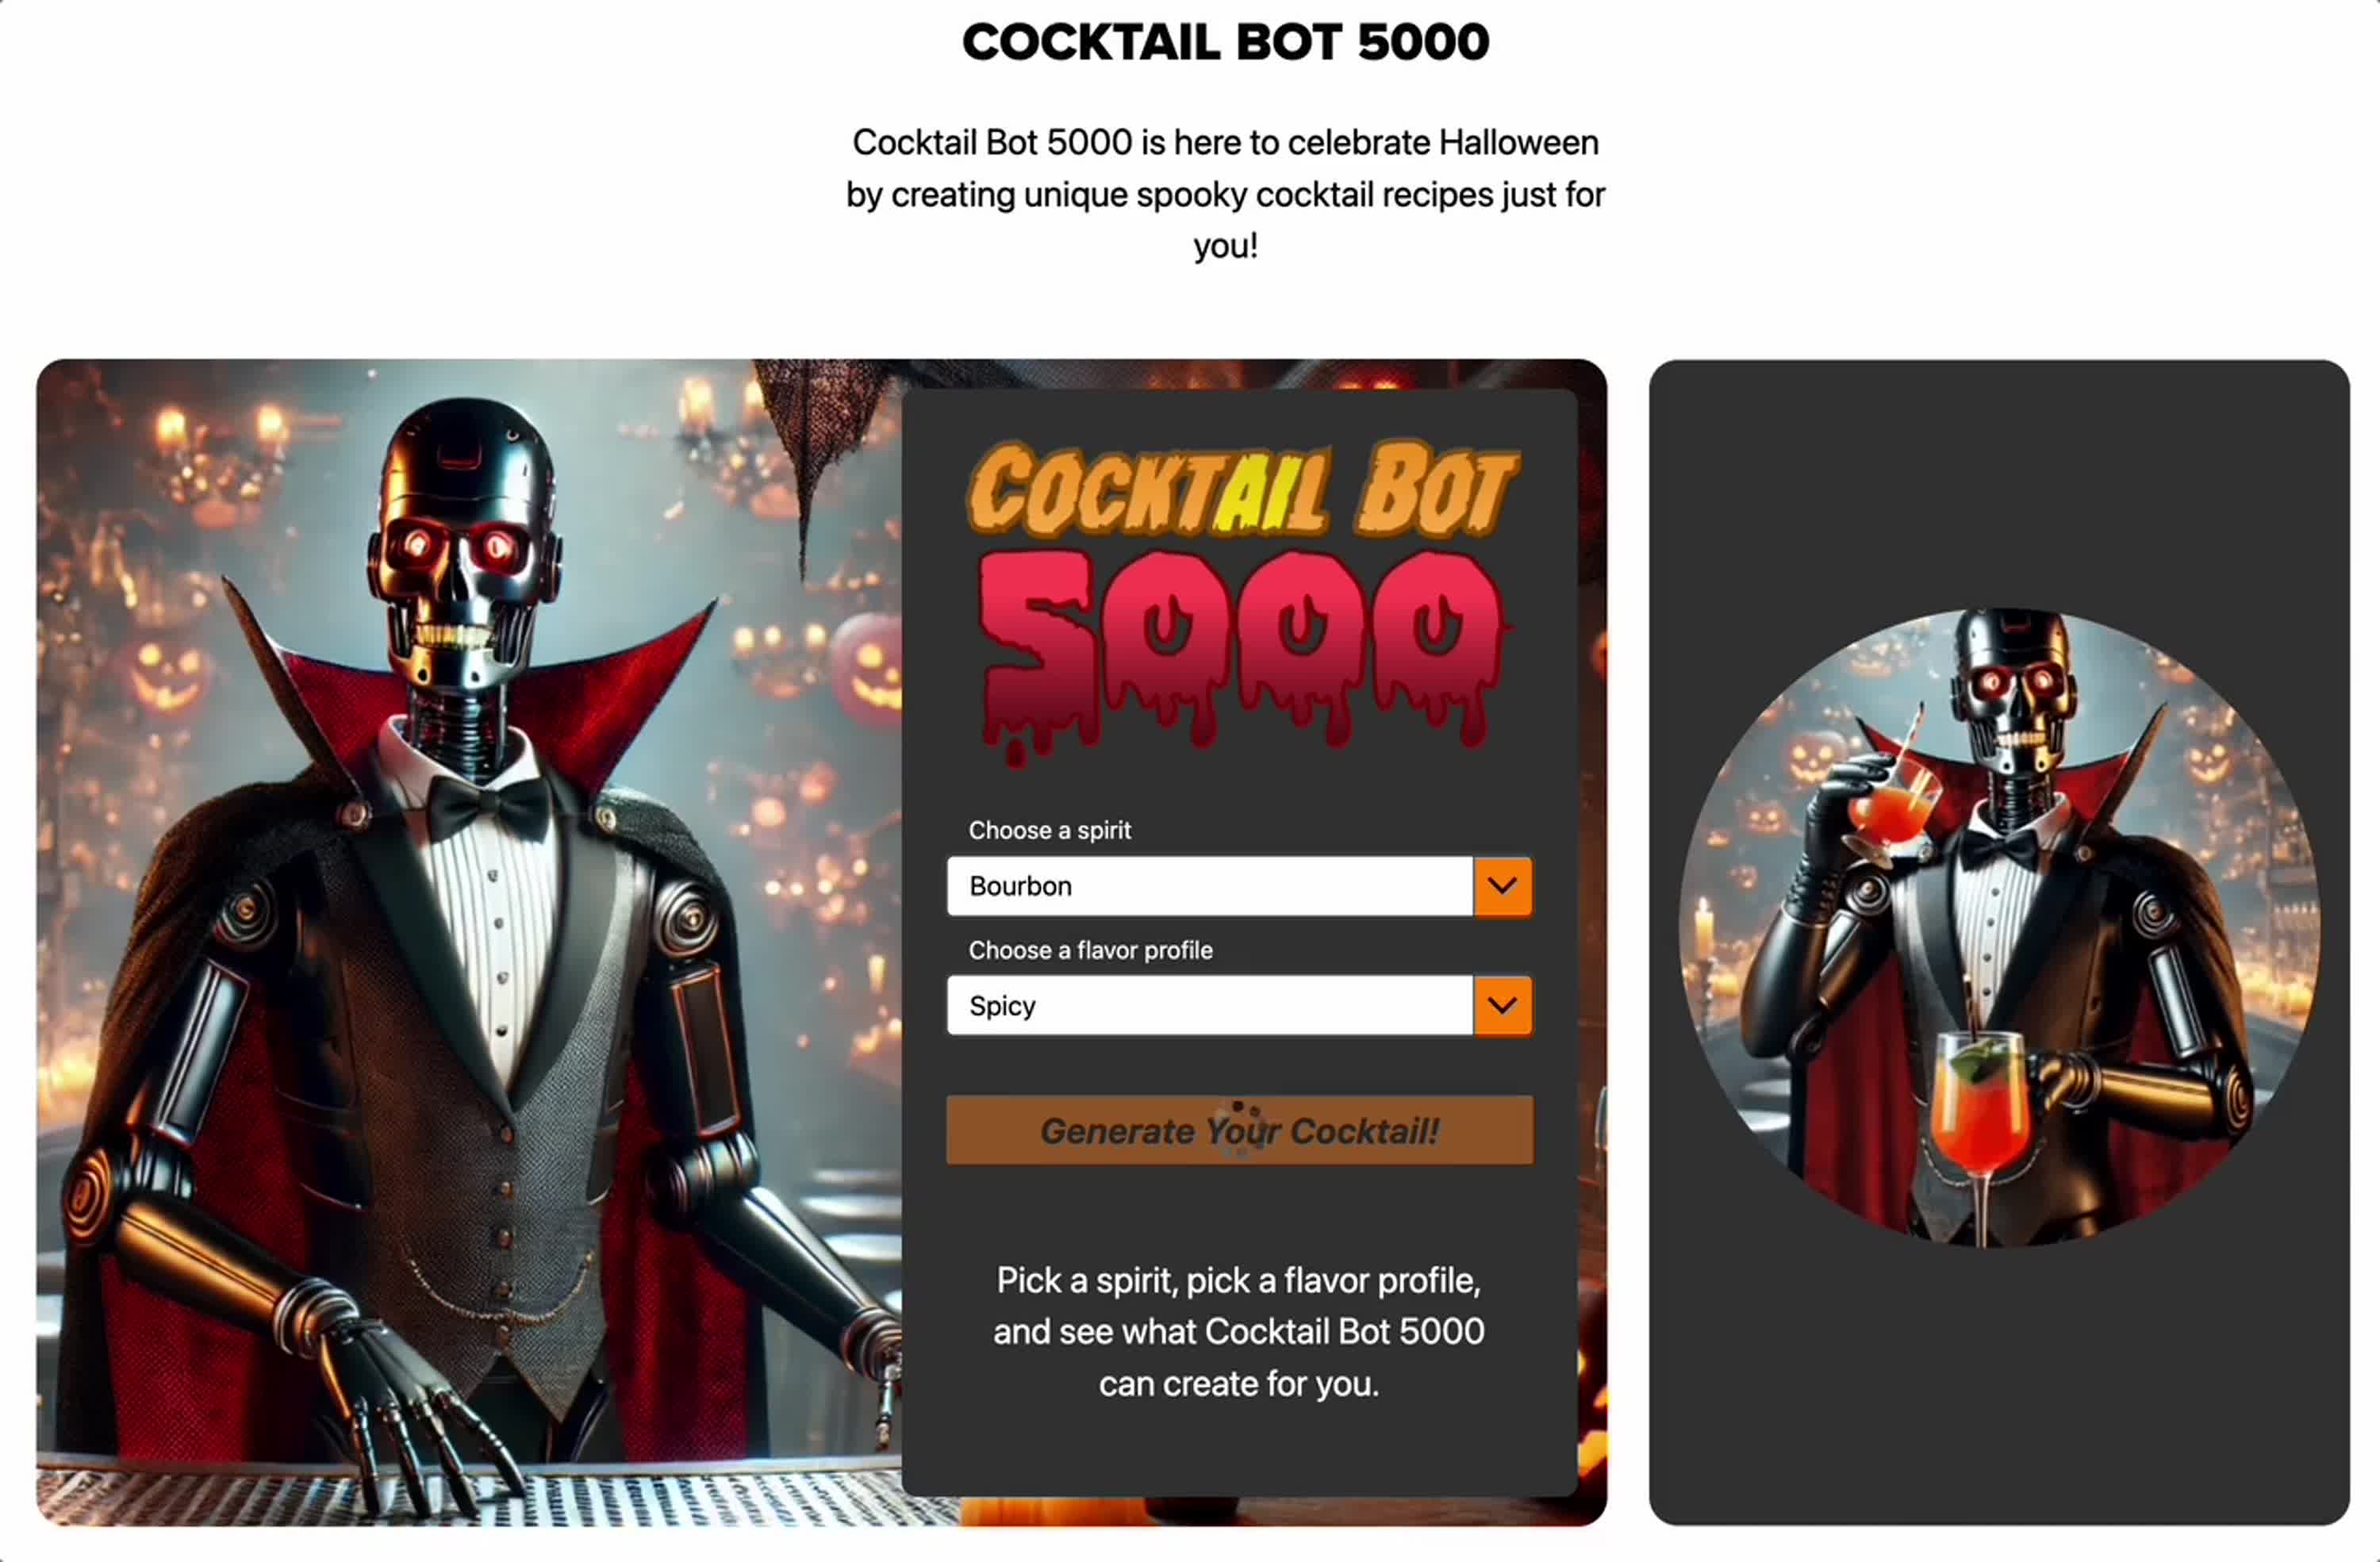 COCKTAIL BOT 5000
Cocktail Bot 5000 is here to celebrate Halloween
by creating unique spooky cocktail recipes just for
you!
COCKTAIL BOT
5000
Choose a spirit
Bourbon
Choose a flavor profile
Spicy
Generate Your Cocktail!
Pick a spirit, pick a flavor profile,
and see what Cocktail Bot 5000
can create for you.